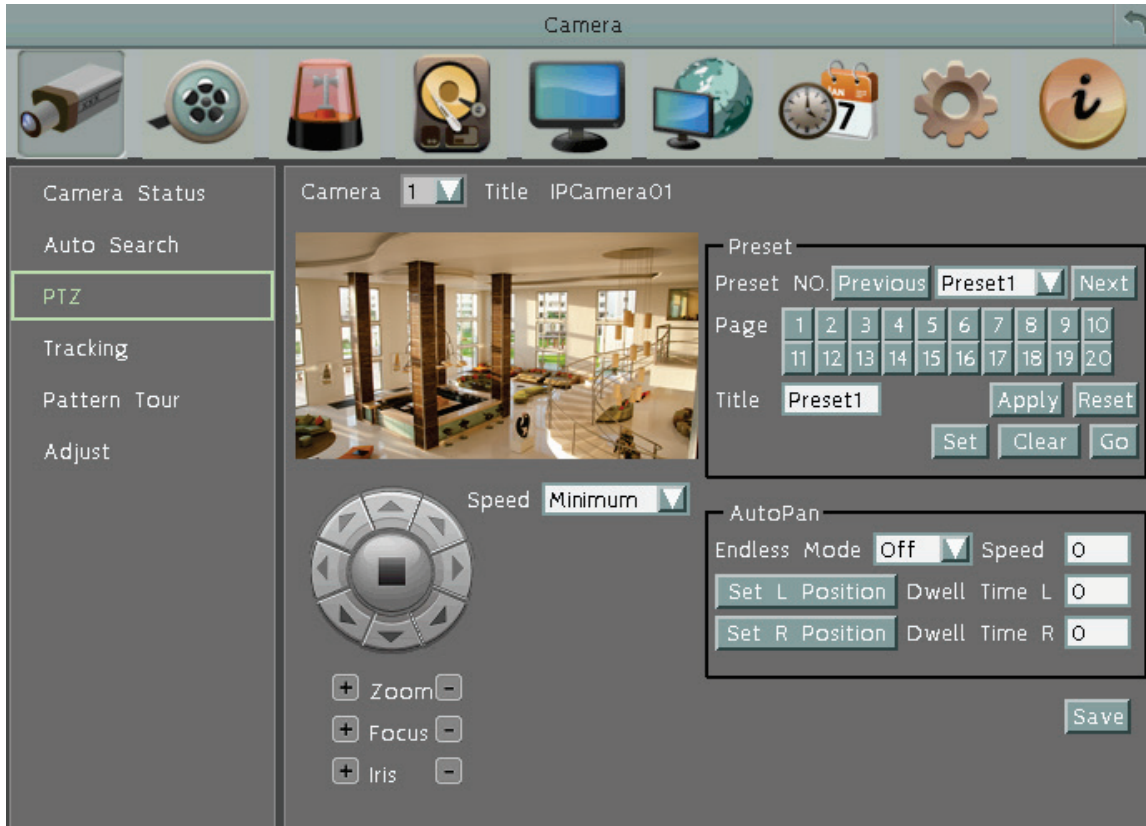 Camera
JAN
7
i
Camera Status
Auto Search
PTZ
Tracking
Pattern Tour
Adjust
Camera 1 Title IPCamera01
Preset
Preset NO. Previous Preset1 Next
Page 1 2 3 4 5 6 7 8 9 10
11 12 13 14 15 16 17 18 19 20
Title Preset1 Apply Reset
Set Clear Go
Speed Minimum
AutoPan
Endless Mode Off Speed 0
Set L Position Dwell Time L 0
Set R Position Dwell Time R 0
+ Zoom -
+ Focus -
+ Iris -
Save